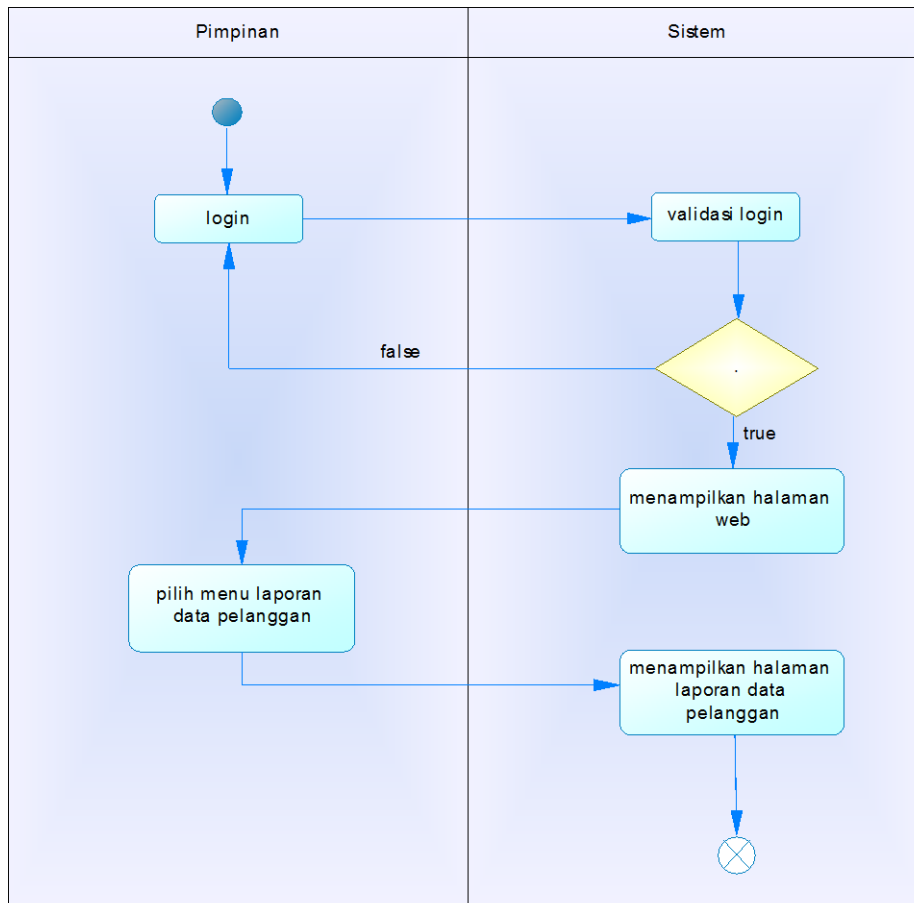 Pimpinan
Sistem
login
validasi login
false
.
true
menampilkan halaman
web
pilih menu laporan
data pelanggan
menampilkan halaman
laporan data
pelanggan